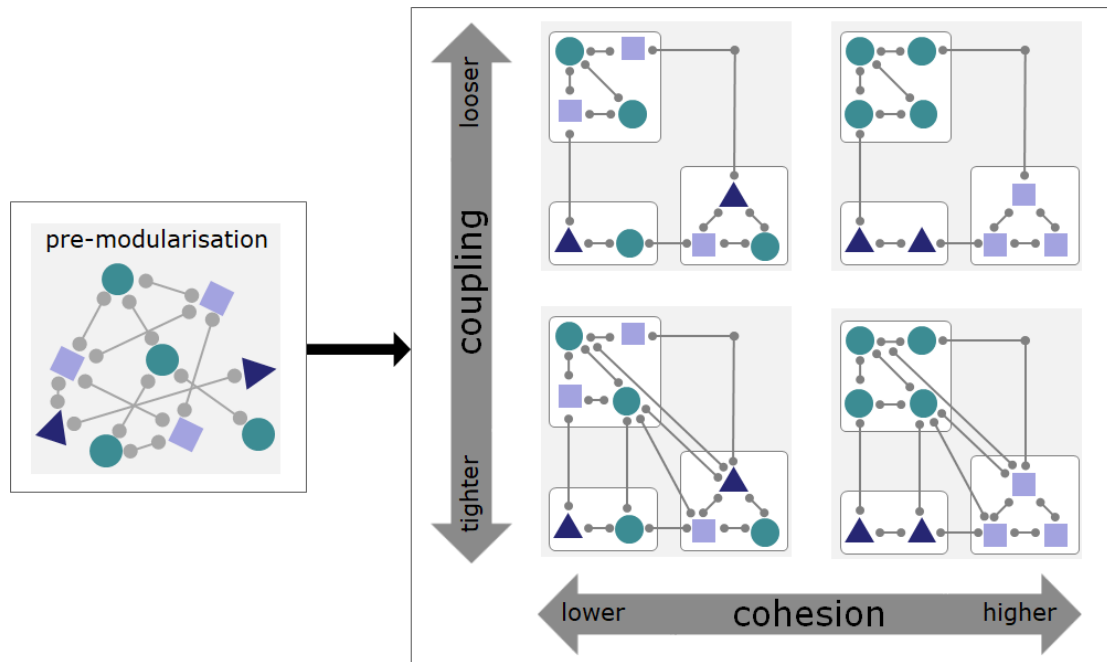 pre-modularisation
looser
coupling
tighter
lower
cohesion
higher